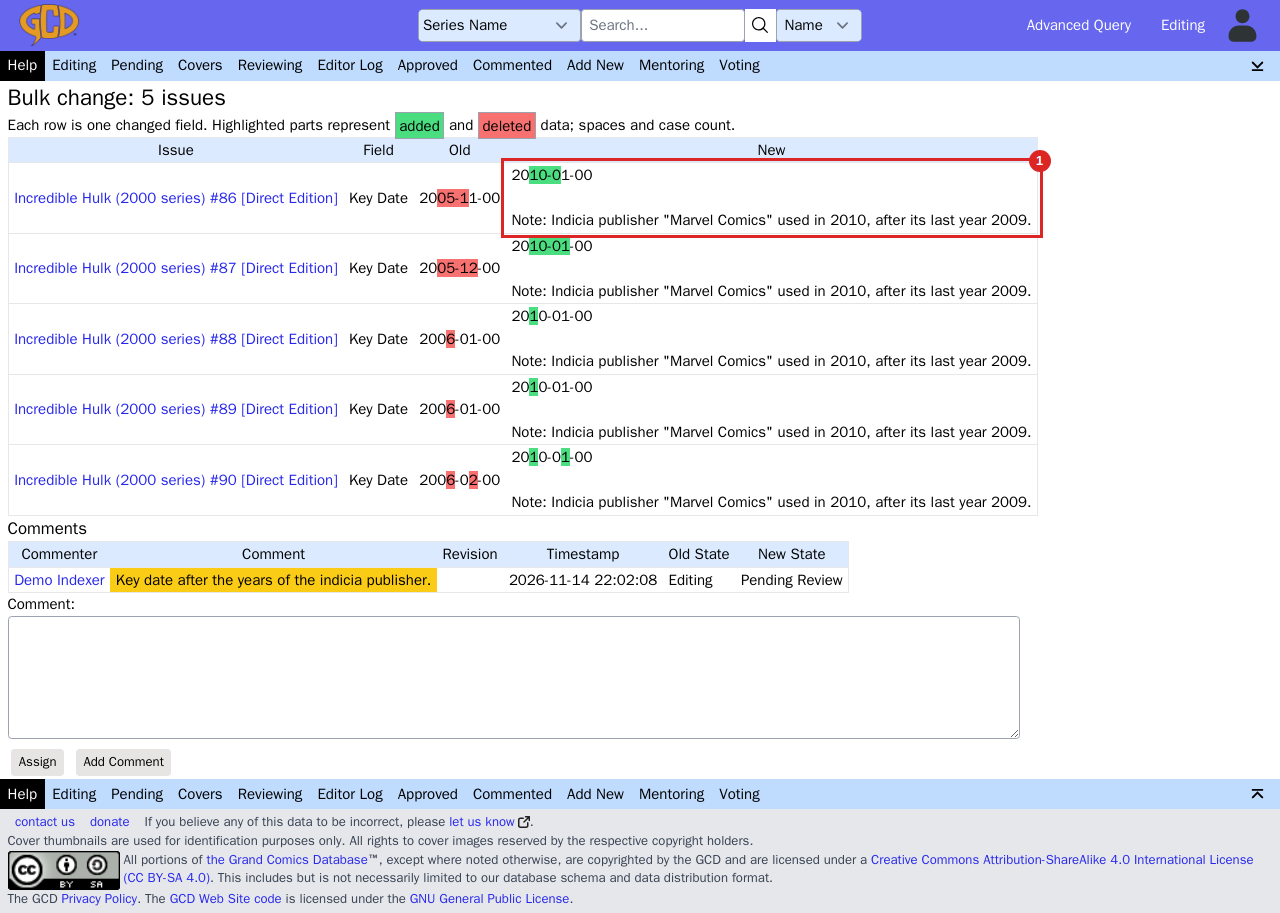 GCD
Series Name
Search...
Name
Advanced Query
Editing
Help Editing Pending Covers Reviewing Editor Log Approved Commented Add New Mentoring Voting
Bulk change: 5 issues
Each row is one changed field. Highlighted parts represent added and deleted data; spaces and case count.
Issue Field Old New
1
Incredible Hulk (2000 series) #86 [Direct Edition] Key Date 2005-11-00 2010-01-00
Note: Indicia publisher "Marvel Comics" used in 2010, after its last year 2009.
Incredible Hulk (2000 series) #87 [Direct Edition] Key Date 2005-12-00 2010-01-00
Note: Indicia publisher "Marvel Comics" used in 2010, after its last year 2009.
Incredible Hulk (2000 series) #88 [Direct Edition] Key Date 2006-01-00 2010-01-00
Note: Indicia publisher "Marvel Comics" used in 2010, after its last year 2009.
Incredible Hulk (2000 series) #89 [Direct Edition] Key Date 2006-01-00 2010-01-00
Note: Indicia publisher "Marvel Comics" used in 2010, after its last year 2009.
Incredible Hulk (2000 series) #90 [Direct Edition] Key Date 2006-02-00 2010-01-00
Note: Indicia publisher "Marvel Comics" used in 2010, after its last year 2009.
Comments
Commenter Comment Revision Timestamp Old State New State
Demo Indexer Key date after the years of the indicia publisher. 2026-11-14 22:02:08 Editing Pending Review
Comment:
Assign Add Comment
Help Editing Pending Covers Reviewing Editor Log Approved Commented Add New Mentoring Voting
contact us donate If you believe any of this data to be incorrect, please let us know.
Cover thumbnails are used for identification purposes only. All rights to cover images reserved by the respective copyright holders.
cc BY SA
All portions of the Grand Comics Database™, except where noted otherwise, are copyrighted by the GCD and are licensed under a Creative Commons Attribution-ShareAlike 4.0 International License
(CC BY-SA 4.0). This includes but is not necessarily limited to our database schema and data distribution format.
The GCD Privacy Policy. The GCD Web Site code is licensed under the GNU General Public License.